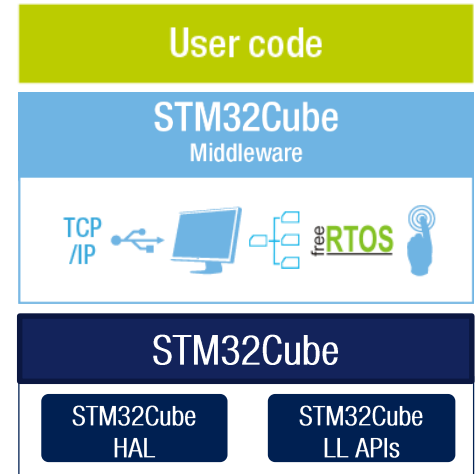 User code
STM32Cube
Middleware
TCP
/IP
free RTOS
STM32Cube
STM32Cube
HAL
STM32Cube
LL APIs